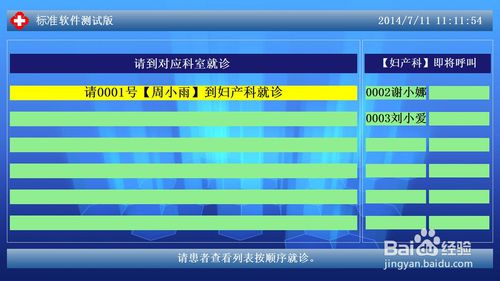 标准软件测试版
2014/7/11 11:11:54
请到对应科室就诊
【妇产科】即将呼叫
请0001号【周小雨】到妇产科就诊
0002谢小娜
0003刘小爱
请患者查看列表按顺序就诊。
Baidu经验
jingyan.baidu.com